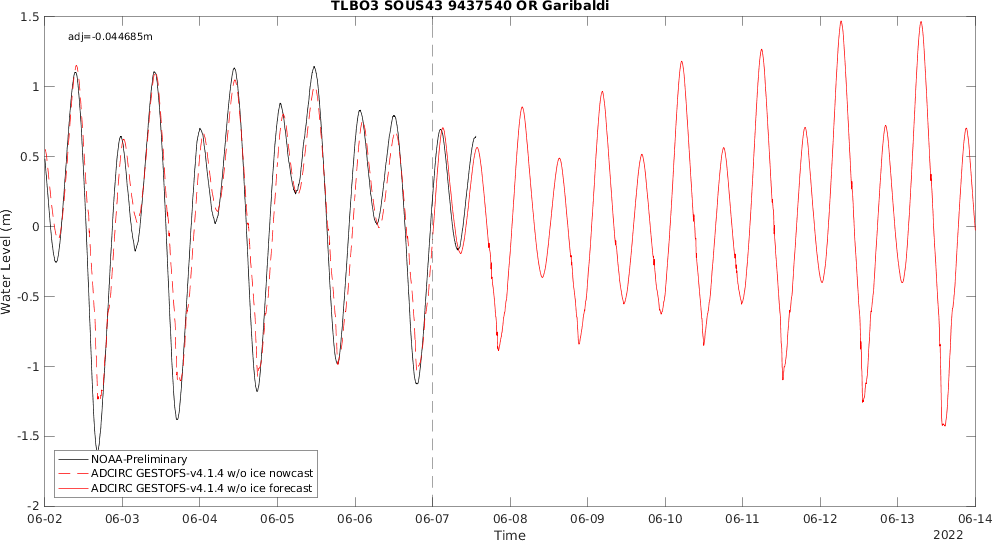 TLBO3 SOUS43 9437540 OR Garibaldi
adj=-0.044685m
1.5
1
0.5
0
-0.5
-1
-1.5
-2
Water Level (m)
NOAA-Preliminary
ADCIRC GESTOFS-v4.1.4 w/o ice nowcast
ADCIRC GESTOFS-v4.1.4 w/o ice forecast
06-02 06-03 06-04 06-05 06-06 06-07 06-08 06-09 06-10 06-11 06-12 06-13 06-14
Time
2022